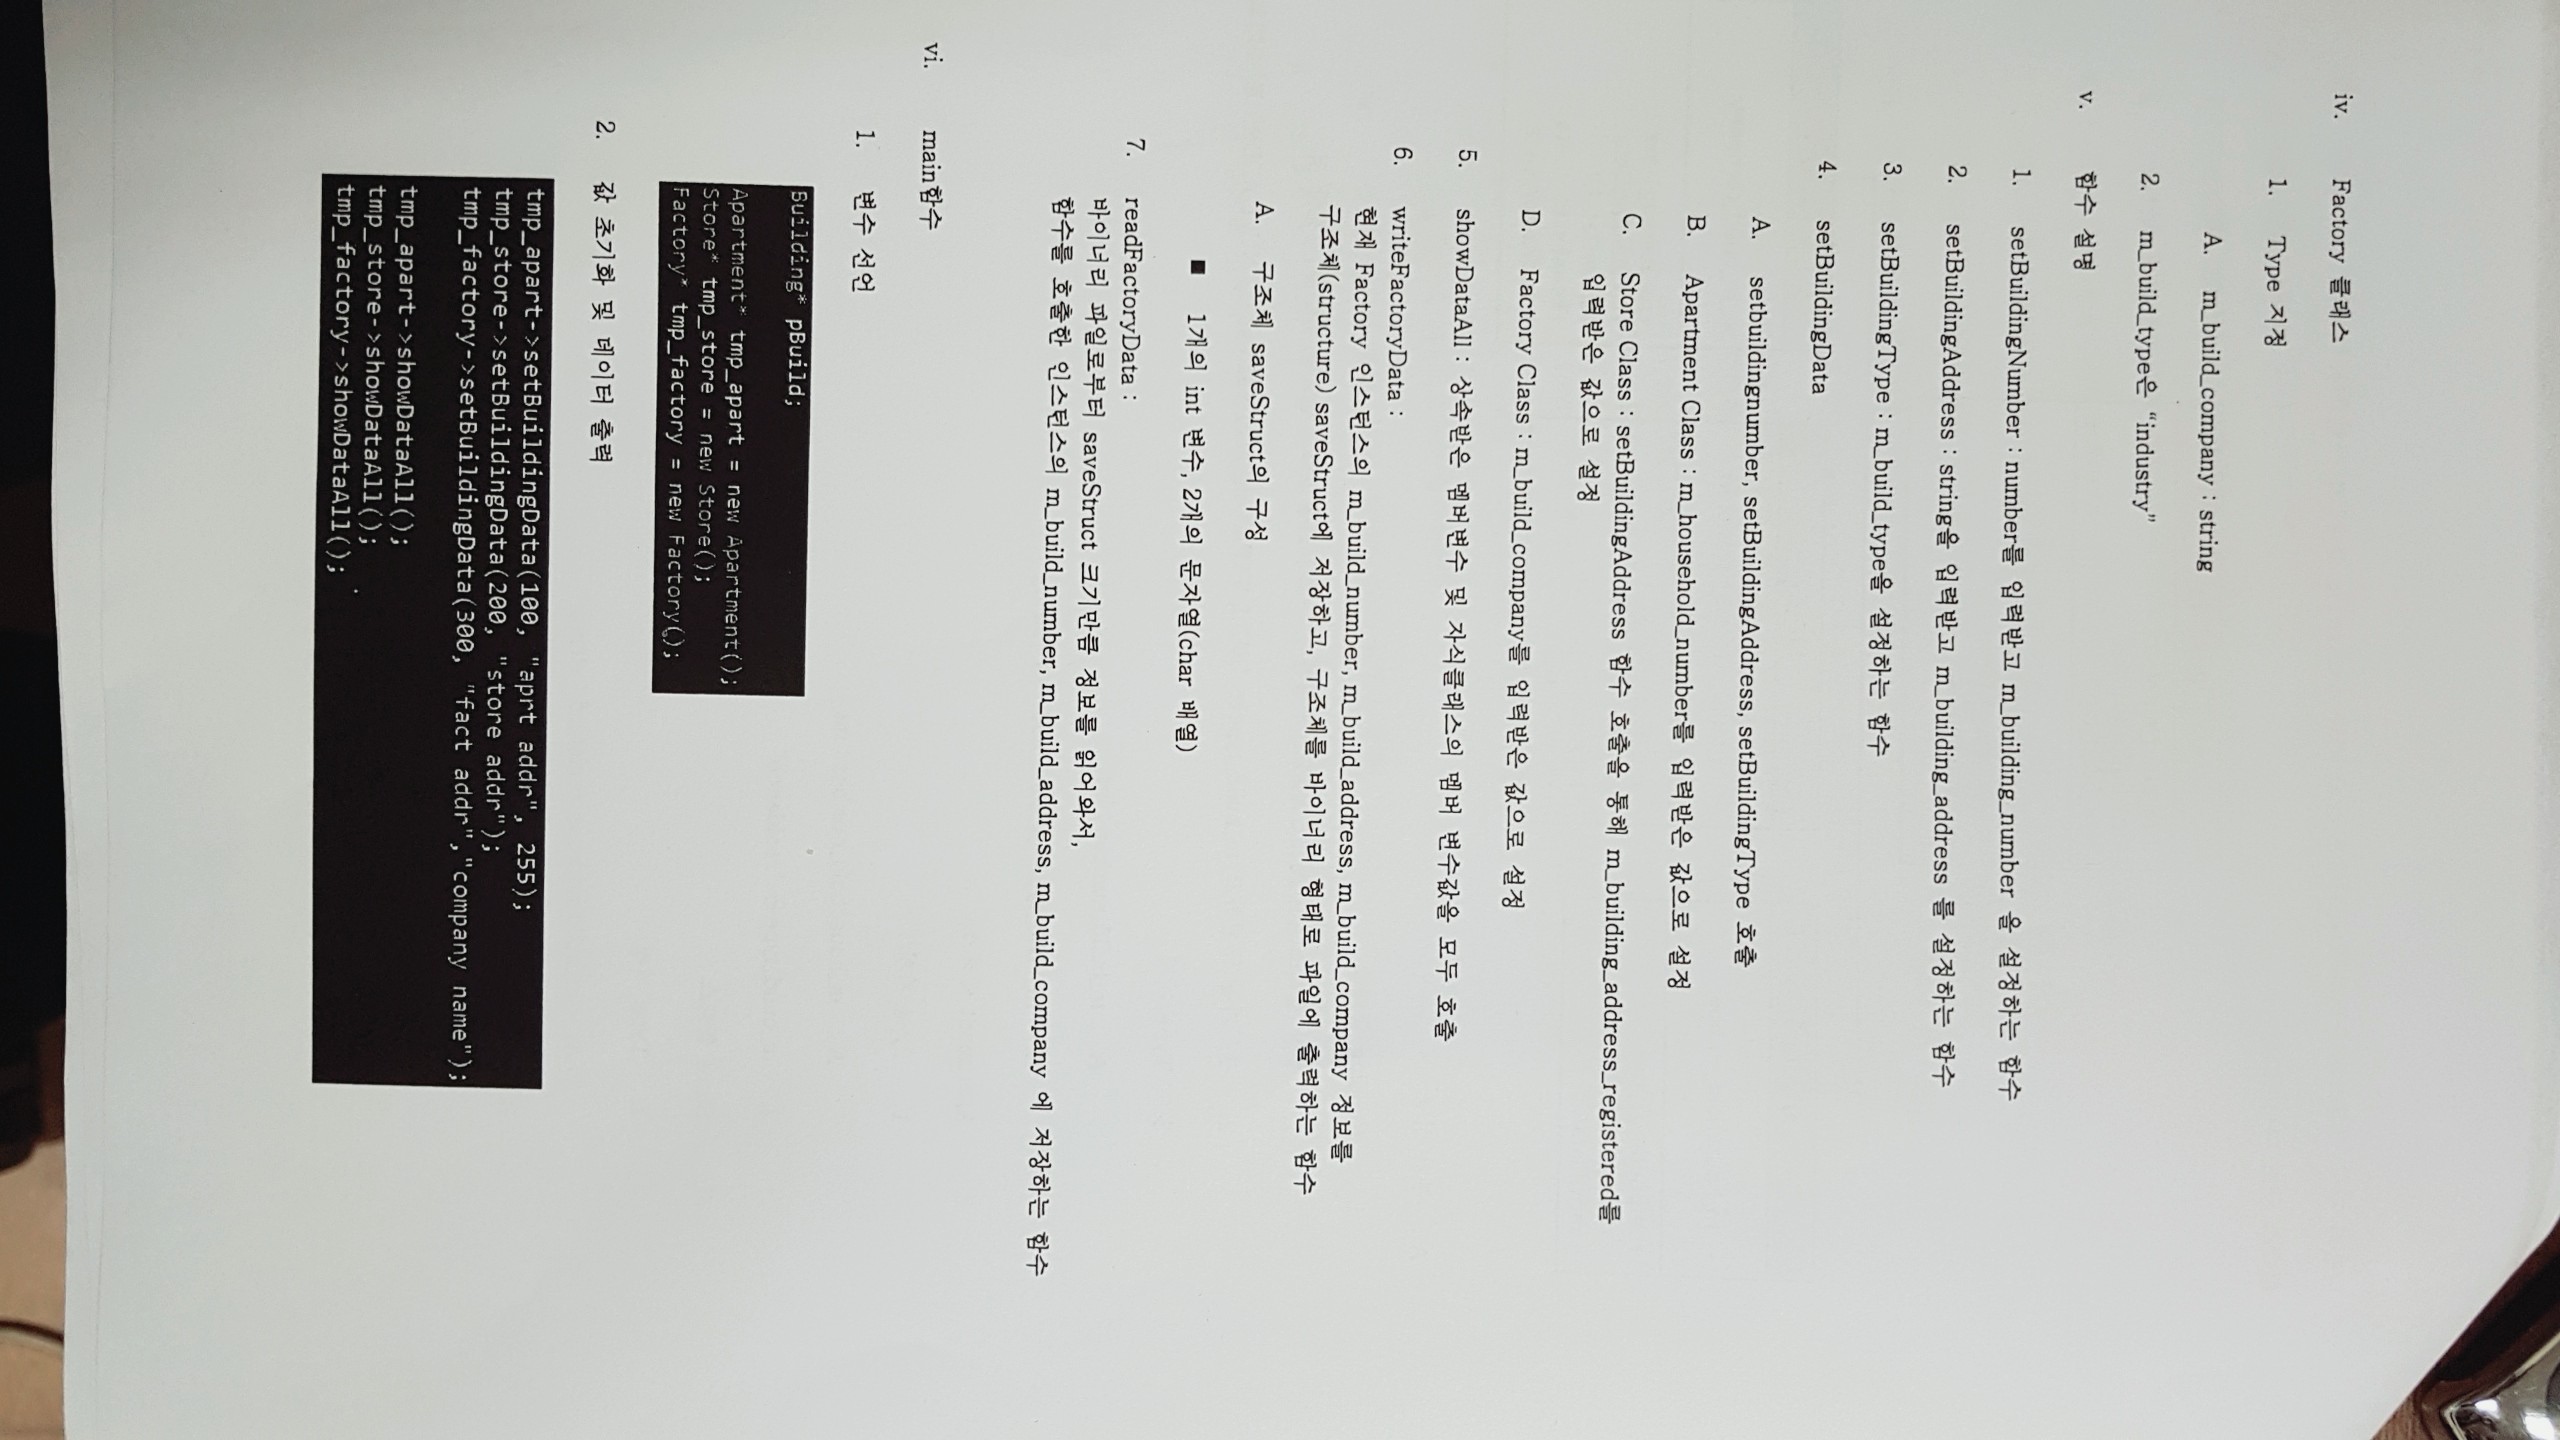 iv. Factory 클래스
1. Type 지정
A. m_build_company : string
2. m_build_type은 “industry”
v. 함수 설명
1. setBuildingNumber : number를 입력받고 m_building_number 을 설정하는 함수
2. setBuildingAddress : string을 입력받고 m_building_address 를 설정하는 함수
3. setBuildingType : m_build_type을 설정하는 함수
4. setBuildingData
A. setbuildingnumber, setBuildingAddress, setBuildingType 호출
B. Apartment Class : m_household_number를 입력받은 값으로 설정
C. Store Class : setBuildingAddress 함수 호출을 통해 m_building_address_registered를
입력받은 값으로 설정
D. Factory Class : m_build_company를 입력받은 값으로 설정
5. showDataAll : 상속받은 멤버변수 및 자식클래스의 멤버 변수값을 모두 호출
6. writeFactoryData :
현재 Factory 인스턴스의 m_build_number, m_build_address, m_build_company 정보를
구조체(structure) saveStruct에 저장하고, 구조체를 바이너리 형태로 파일에 출력하는 함수
A. 구조체 saveStruct의 구성
■ 1개의 int 변수, 2개의 문자열(char 배열)
7. readFactoryData :
바이너리 파일로부터 saveStruct 크기만큼 정보를 읽어와서,
함수를 호출한 인스턴스의 m_build_number, m_build_address, m_build_company 에 저장하는 함수
vi. main함수
1. 변수 선언
Building* pBuild;
Apartment* tmp_apart = new Apartment();
Store* tmp_store = new Store();
Factory* tmp_factory = new Factory();
2. 값 초기화 및 데이터 출력
tmp_apart->setBuildingData(100, "aprt addr", 255);
tmp_store->setBuildingData(200, "store addr");
tmp_factory->setBuildingData(300, "fact addr","company name");
tmp_apart->showDataAll();
tmp_store->showDataAll();
tmp_factory->showDataAll();